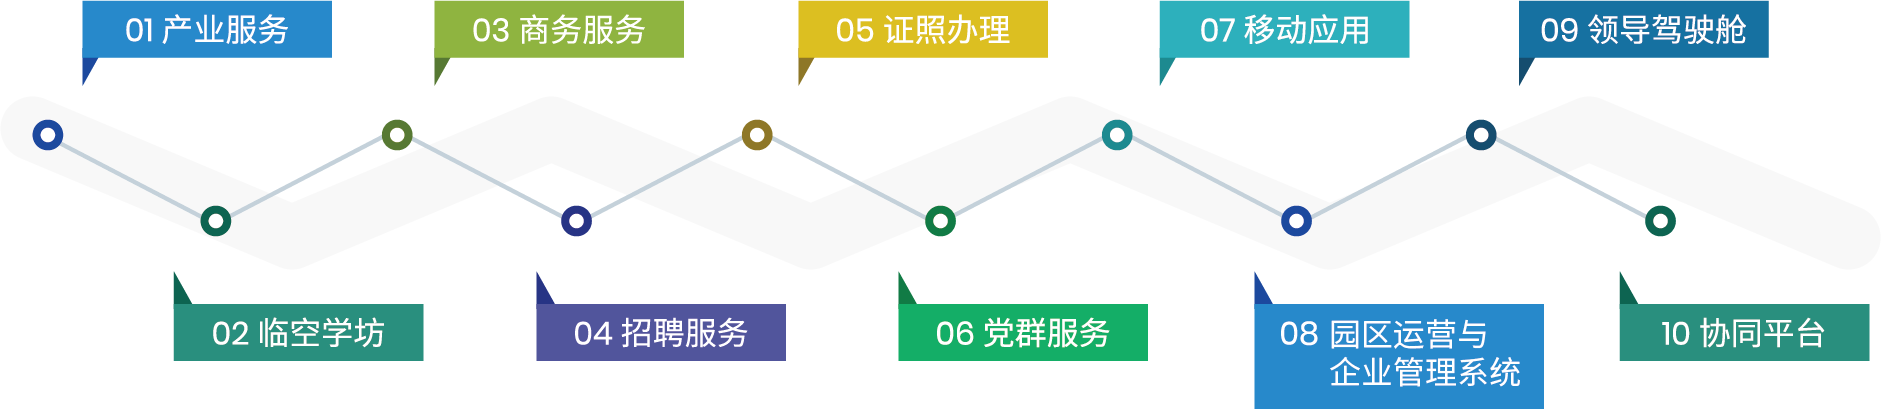 01 产业服务
03 商务服务
05 证照办理
07 移动应用
09 领导驾驶舱
02 临空学坊
04 招聘服务
06 党群服务
08 园区运营与
企业管理系统
10 协同平台